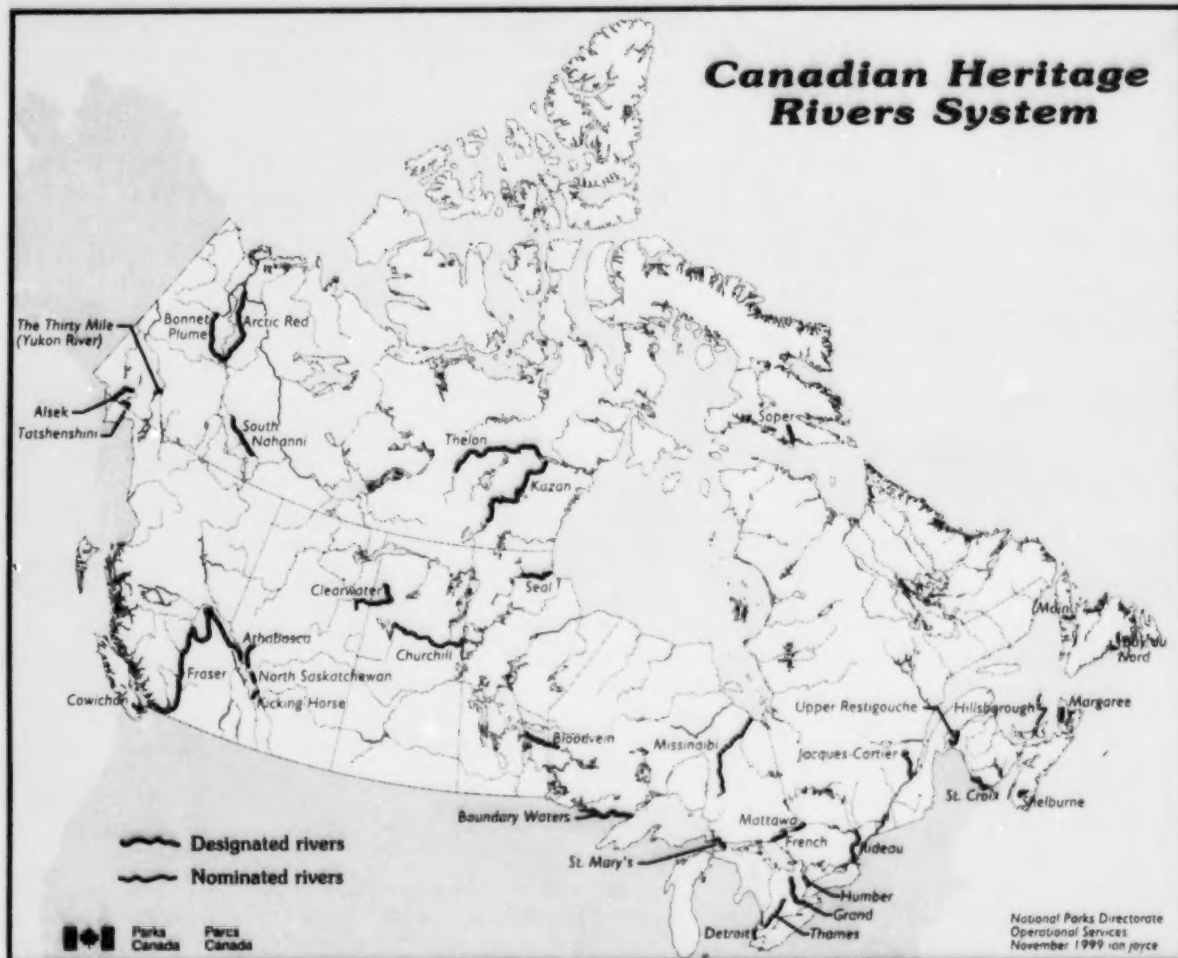 Canadian Heritage
Rivers System
The Thirty Mile
(Yukon River)
Bonnet
Plume
Arctic Red
Alsek
Tatshenshini
South
Nahanni
Thelon
Kazan
Soper
Clearwater
Seal
Athabasca
Churchill
Fraser
North Saskatchewan
Kicking Horse
Cowichan
Main
Bay du
Nord
Upper Restigouche
Hillsborough
Margaree
Bloodvein
Missinaibi
Jacques-Cartier
St. Croix
Shelburne
Boundary Waters
Mattawa
French
Rideau
St. Mary's
Humber
Grand
Thames
Detroit
Designated rivers
Nominated rivers
Parks
Canada
Parcs
Canada
National Parks Directorate
Operational Services
November 1999 ian joyce